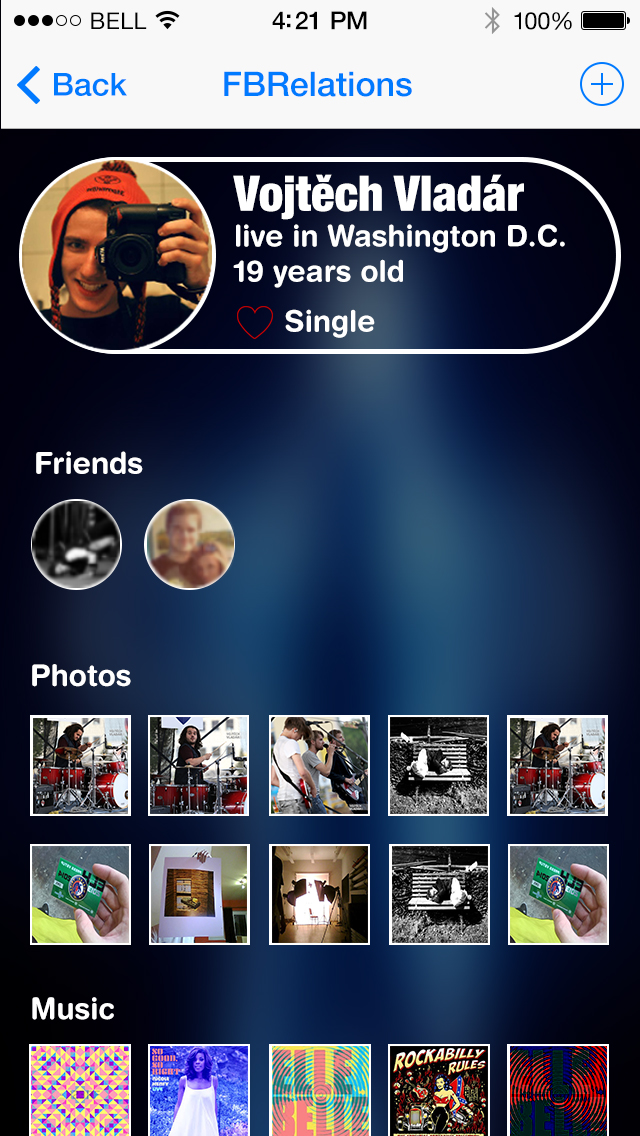 BELL 4:21 PM 100%
Back FBRelations
Vojtěch Vladár
live in Washington D.C.
19 years old
Single
Friends
Photos
Music
ROCKABILLY
RULES